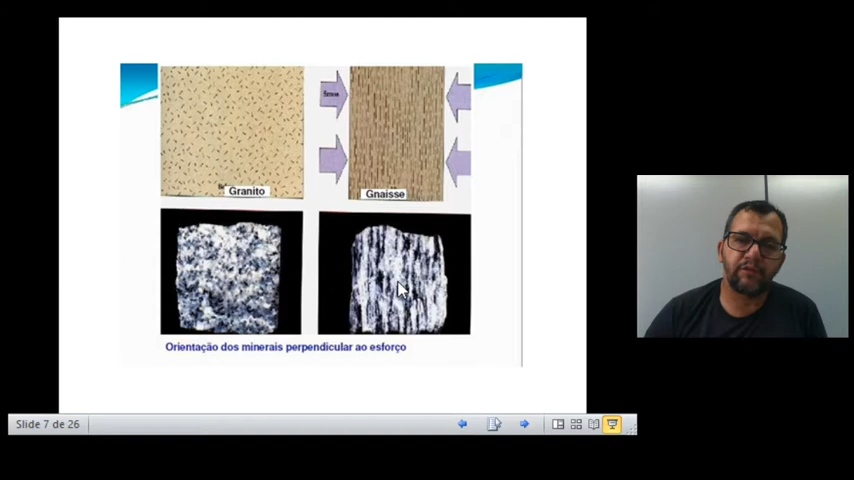 Granito
Gnaisse
Orientação dos minerais perpendicular ao esforço
Slide 7 de 26